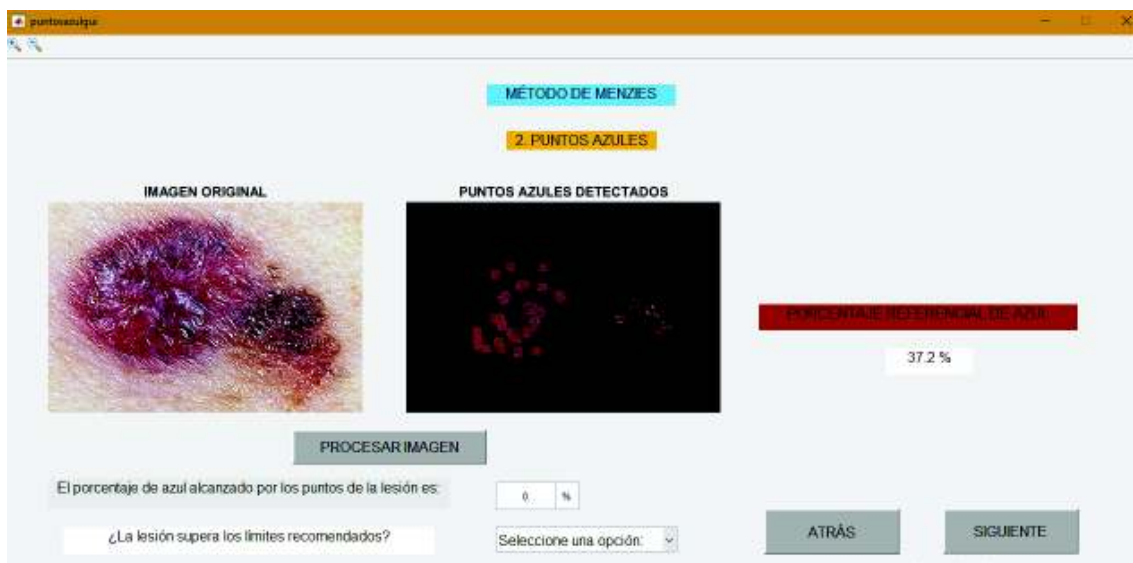 puntosazulgui
MÉTODO DE MENZIES
2. PUNTOS AZULES
IMAGEN ORIGINAL
PUNTOS AZULES DETECTADOS
PORCENTAJE REFERENCIAL DE AZUL
37.2 %
PROCESAR IMAGEN
El porcentaje de azul alcanzado por los puntos de la lesión es:
0 %
¿La lesión supera los límites recomendados?
Seleccione una opción:
ATRÁS
SIGUIENTE